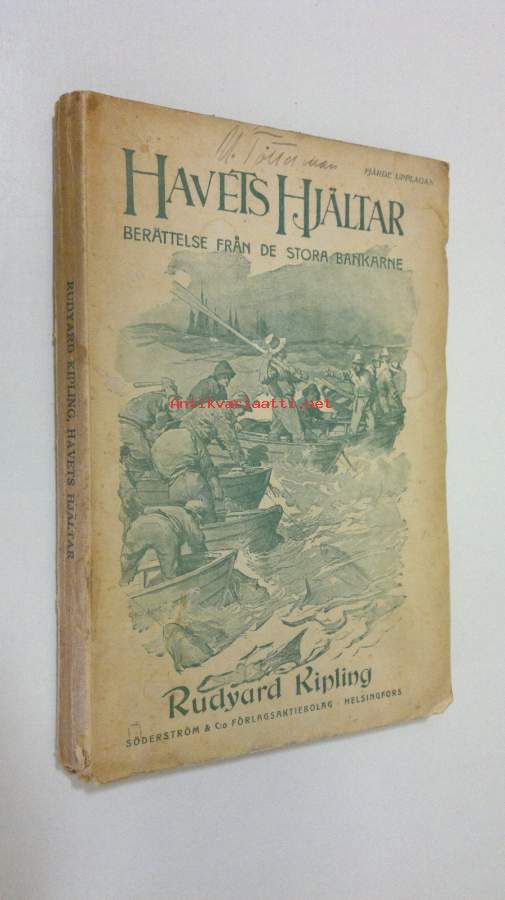 FJÄRDE UPPLAGAN
HAVETS HJÄLTAR
BERÄTTELSE FRÅN DE STORA BANKARNE
Antikvariaatti.net
Rudyard Kipling
SÖDERSTRÖM & C:o FÖRLAGSAKTIEBOLAG · HELSINGFORS
RUDYARD KIPLING, HAVETS HJÄLTAR